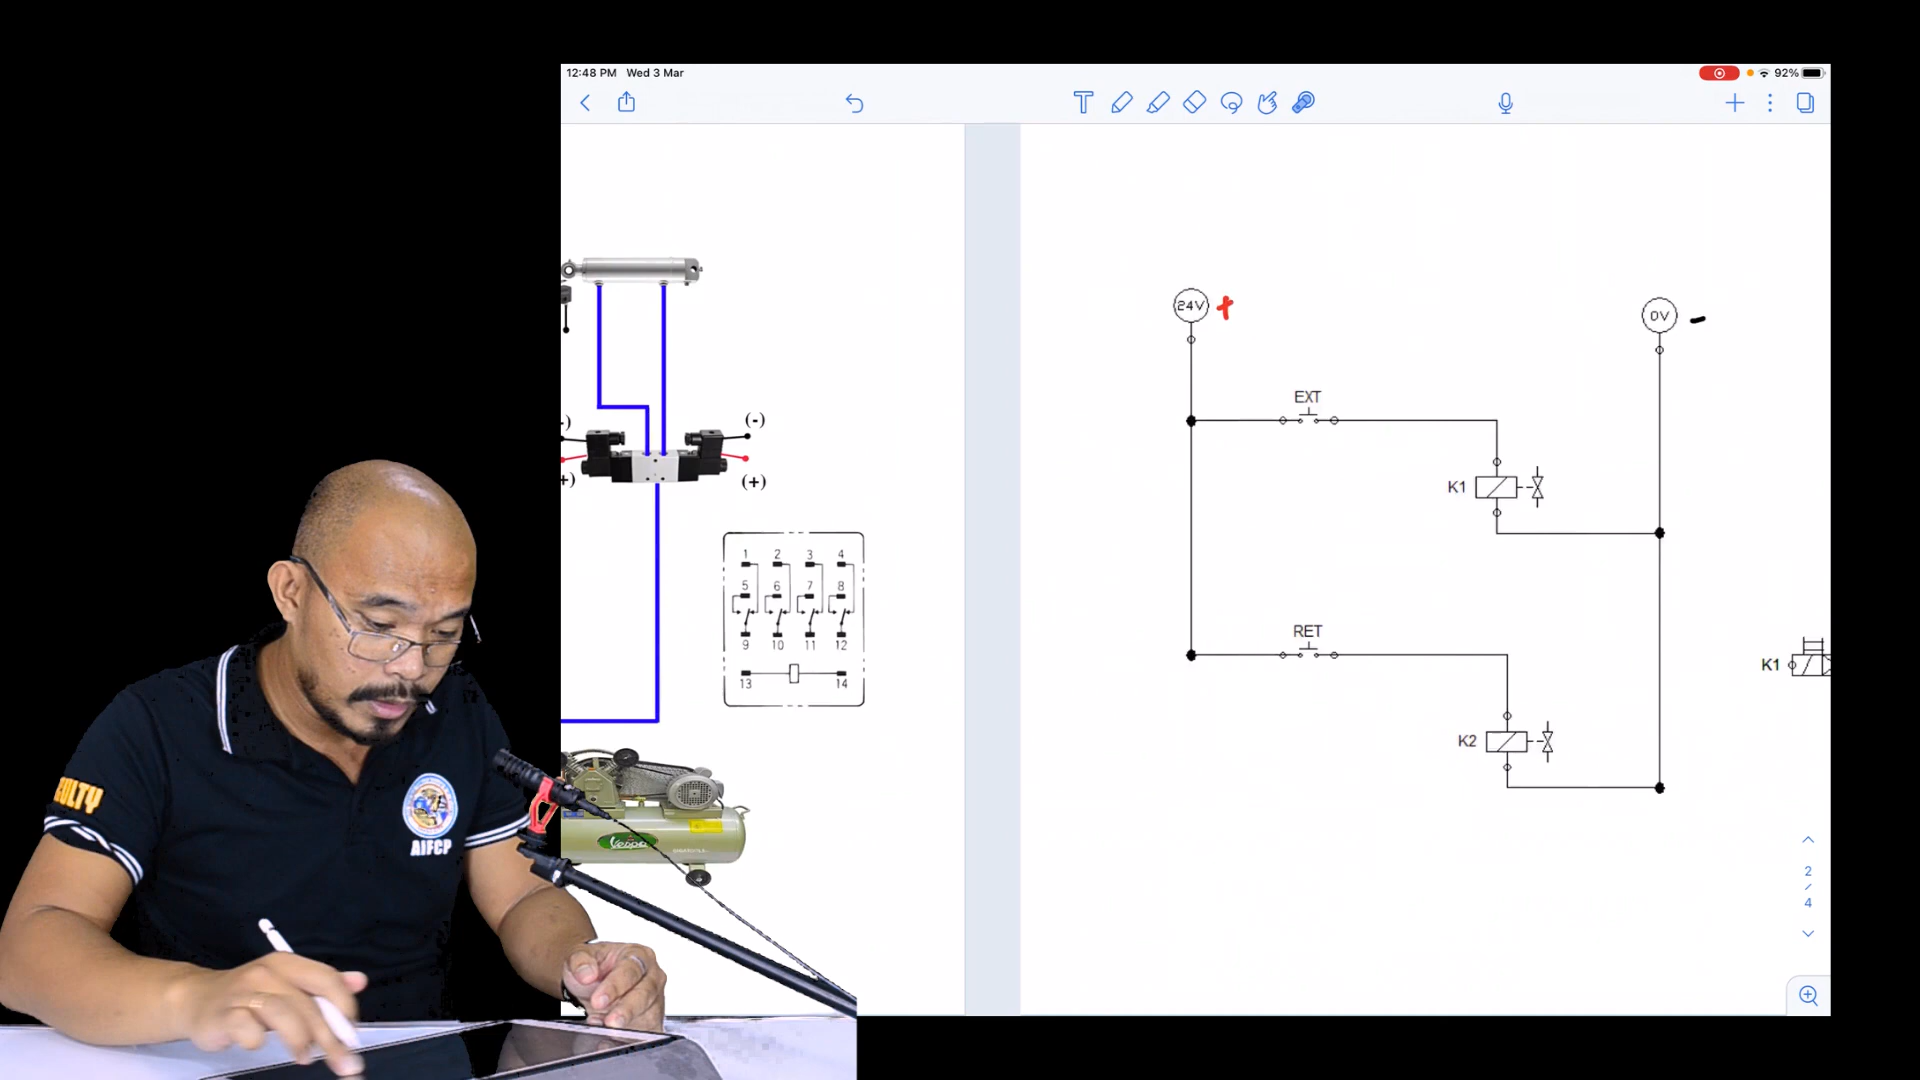 12:48 PM Wed 3 Mar
92%
24V +
0V -
EXT
K1
RET
K2
K1
(-)
(+)
-)
+)
1 2 3 4
5 6 7 8
9 10 11 12
13 14
Vespa
AIFCP
2
/
4